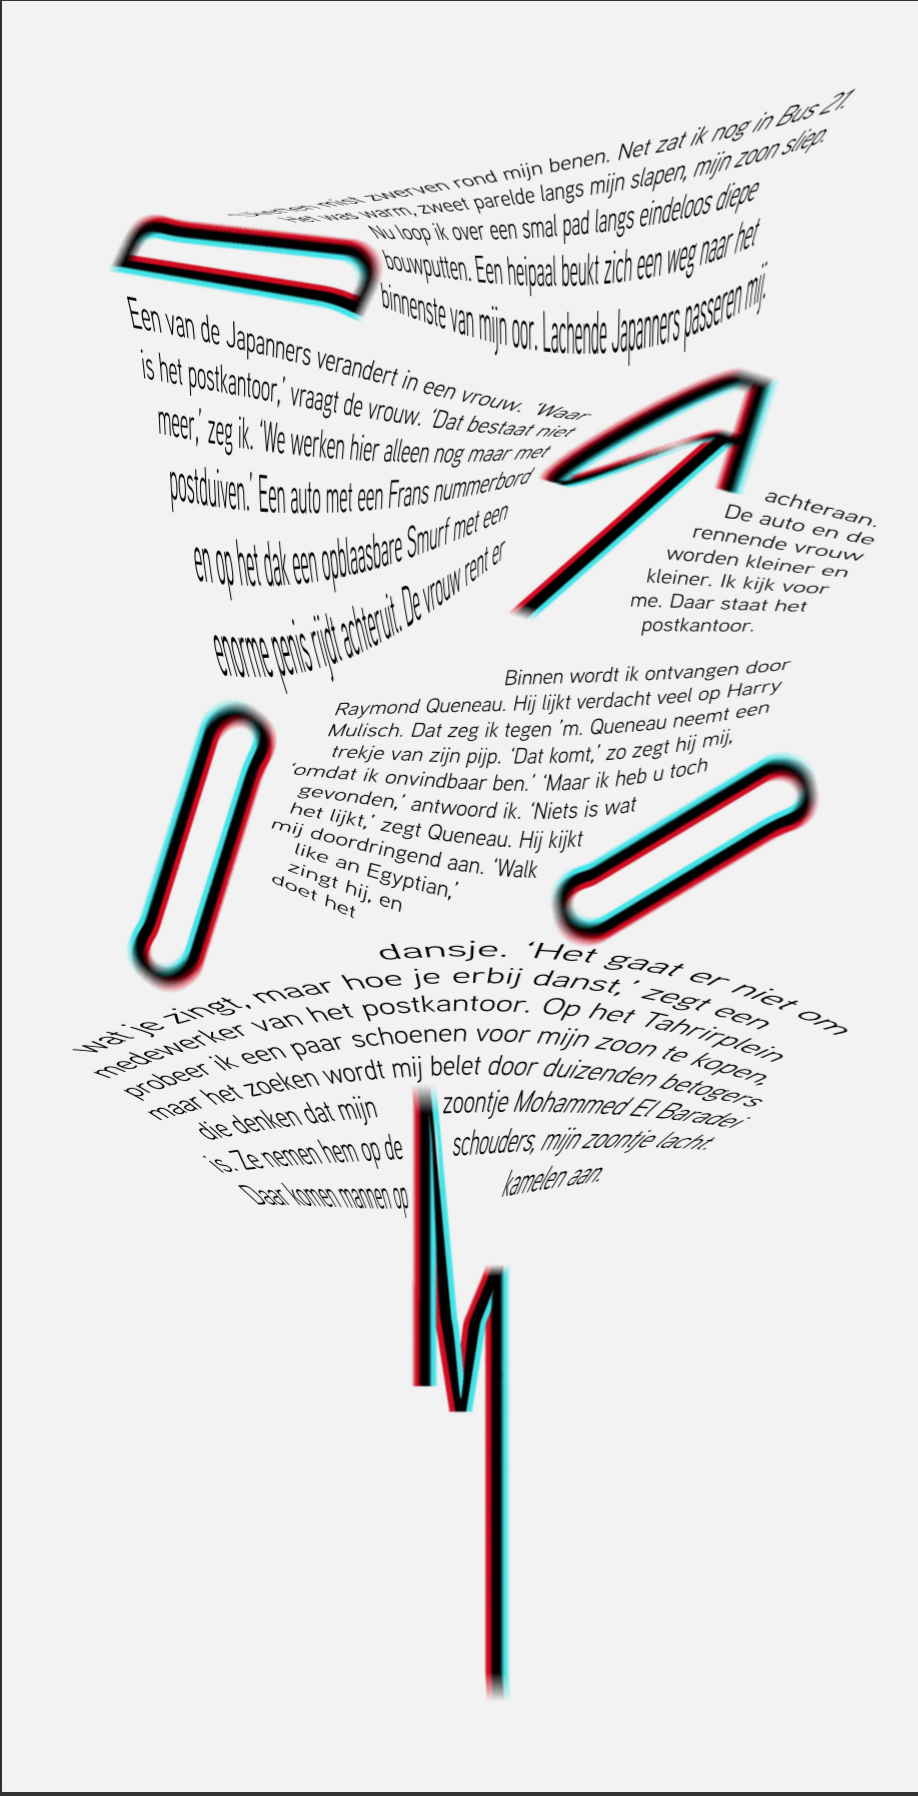 mist zwerven rond mijn benen. Net zat ik nog in Bus 21.
Het was warm, zweet parelde langs mijn slapen, mijn zoon sliep.
Nu loop ik over een smal pad langs eindeloos diepe
bouwputten. Een heipaal beukt zich een weg naar het
binnenste van mijn oor. Lachende Japanners passeren mij.
Een van de Japanners verandert in een vrouw. ‘Waar
is het postkantoor,’ vraagt de vrouw. ‘Dat bestaat niet
meer,’ zeg ik. ‘We werken hier alleen nog maar met
postduiven.’ Een auto met een Frans nummerbord
en op het dak een opblaasbare Smurf met een
enorme penis rijdt achteruit. De vrouw rent er
achteraan.
De auto en de
rennende vrouw
worden kleiner en
kleiner. Ik kijk voor
me. Daar staat het
postkantoor.
Binnen wordt ik ontvangen door
Raymond Queneau. Hij lijkt verdacht veel op Harry
Mulisch. Dat zeg ik tegen ’m. Queneau neemt een
trekje van zijn pijp. ‘Dat komt,’ zo zegt hij mij,
‘omdat ik onvindbaar ben.’ ‘Maar ik heb u toch
gevonden,’ antwoord ik. ‘Niets is wat
het lijkt,’ zegt Queneau. Hij kijkt
mij doordringend aan. ‘Walk
like an Egyptian,’
zingt hij, en
doet het
dansje. ‘Het gaat er niet om
wat je zingt, maar hoe je erbij danst,’ zegt een
medewerker van het postkantoor. Op het Tahrirplein
probeer ik een paar schoenen voor mijn zoon te kopen,
maar het zoeken wordt mij belet door duizenden betogers
die denken dat mijn zoontje Mohammed El Baradei
is. Ze nemen hem op de schouders, mijn zoontje lacht.
Daar komen mannen op kamelen aan.